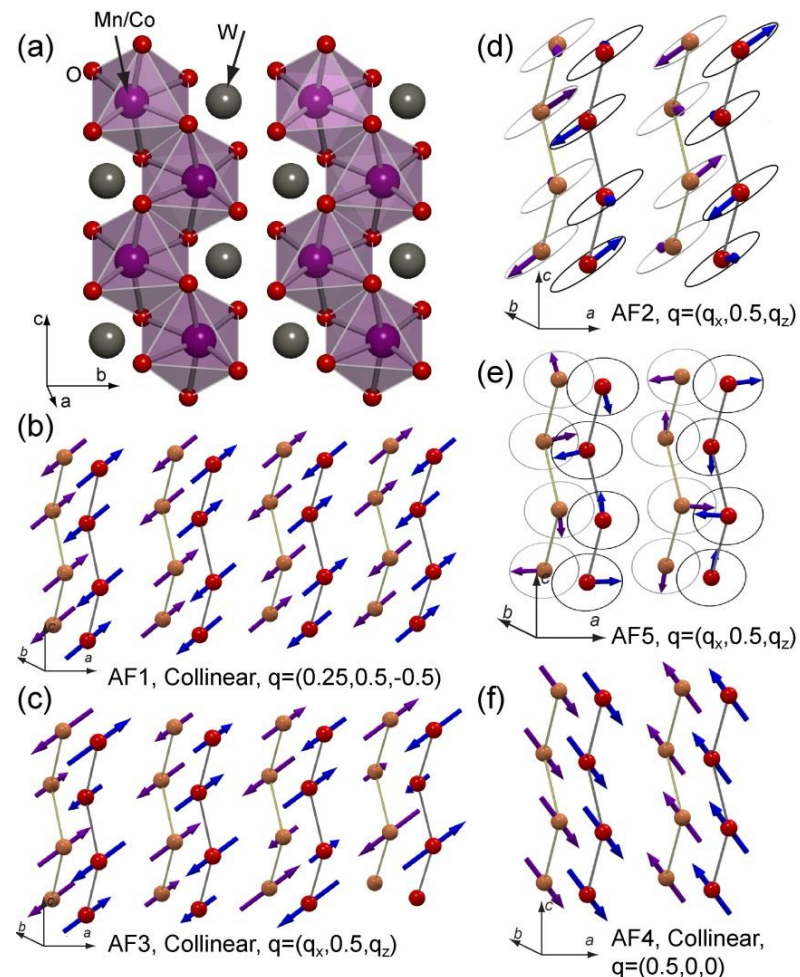 (a)
Mn/Co
W
O
c
b
a
(b)
c
b
a
AF1, Collinear, q=(0.25,0.5,-0.5)
(c)
c
b
a
AF3, Collinear, q=(qx,0.5,qz)
(d)
c
b
a
AF2, q=(qx,0.5,qz)
(e)
c
b
a
AF5, q=(qx,0.5,qz)
(f)
c
b
a
AF4, Collinear,
q=(0.5,0,0)